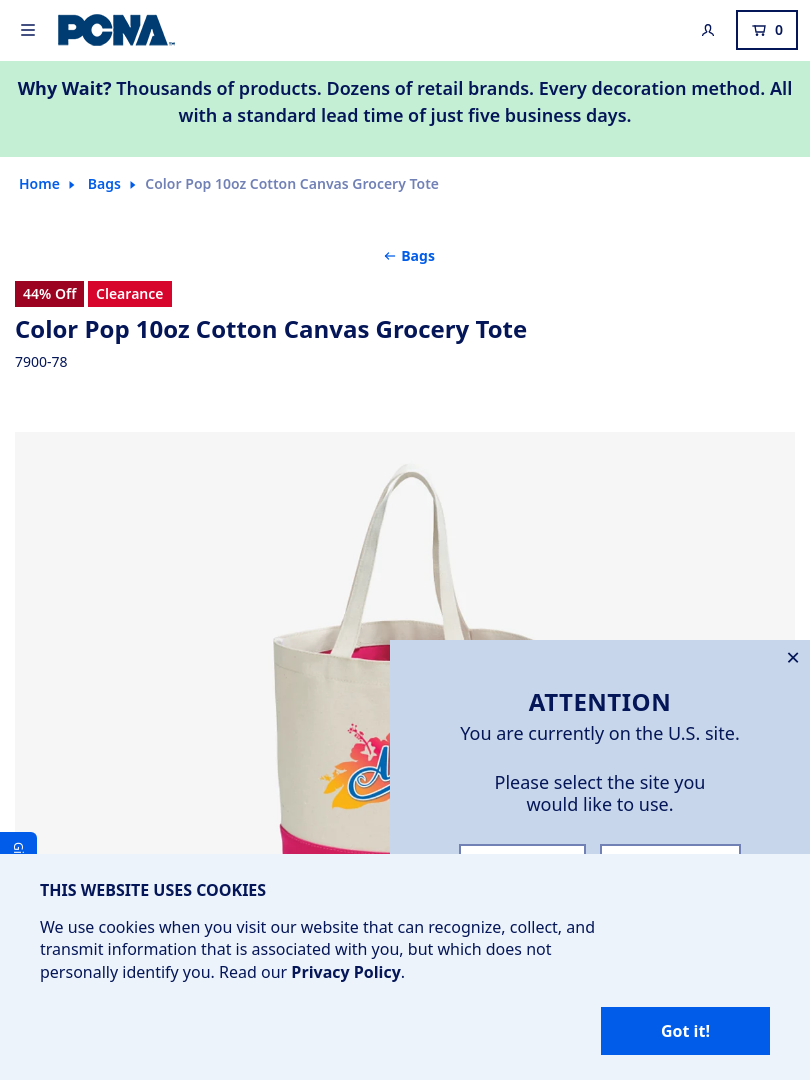 PCNA
0
Why Wait? Thousands of products. Dozens of retail brands. Every decoration method. All
with a standard lead time of just five business days.
Home
Bags
Color Pop 10oz Cotton Canvas Grocery Tote
Bags
44% Off
Clearance
Color Pop 10oz Cotton Canvas Grocery Tote
7900-78
ATTENTION
You are currently on the U.S. site.
Please select the site you
would like to use.
THIS WEBSITE USES COOKIES
We use cookies when you visit our website that can recognize, collect, and
transmit information that is associated with you, but which does not
personally identify you. Read our Privacy Policy.
Got it!